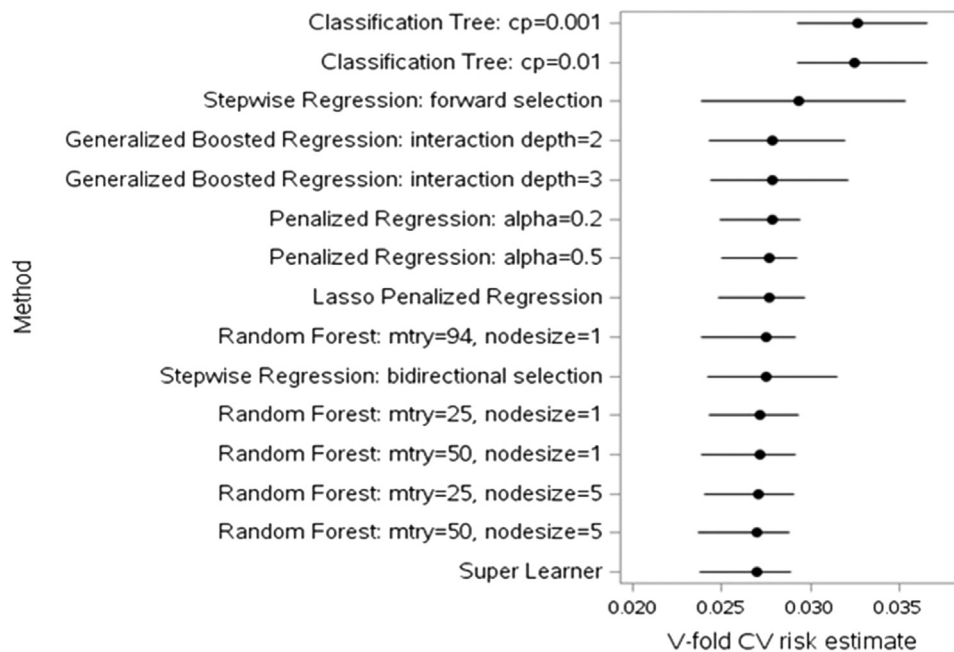 Classification Tree: cp=0.001
Classification Tree: cp=0.01
Stepwise Regression: forward selection
Generalized Boosted Regression: interaction depth=2
Generalized Boosted Regression: interaction depth=3
Penalized Regression: alpha=0.2
Penalized Regression: alpha=0.5
Lasso Penalized Regression
Random Forest: mtry=94, nodesize=1
Stepwise Regression: bidirectional selection
Random Forest: mtry=25, nodesize=1
Random Forest: mtry=50, nodesize=1
Random Forest: mtry=25, nodesize=5
Random Forest: mtry=50, nodesize=5
Super Learner
Method
0.020 0.025 0.030 0.035
V-fold CV risk estimate